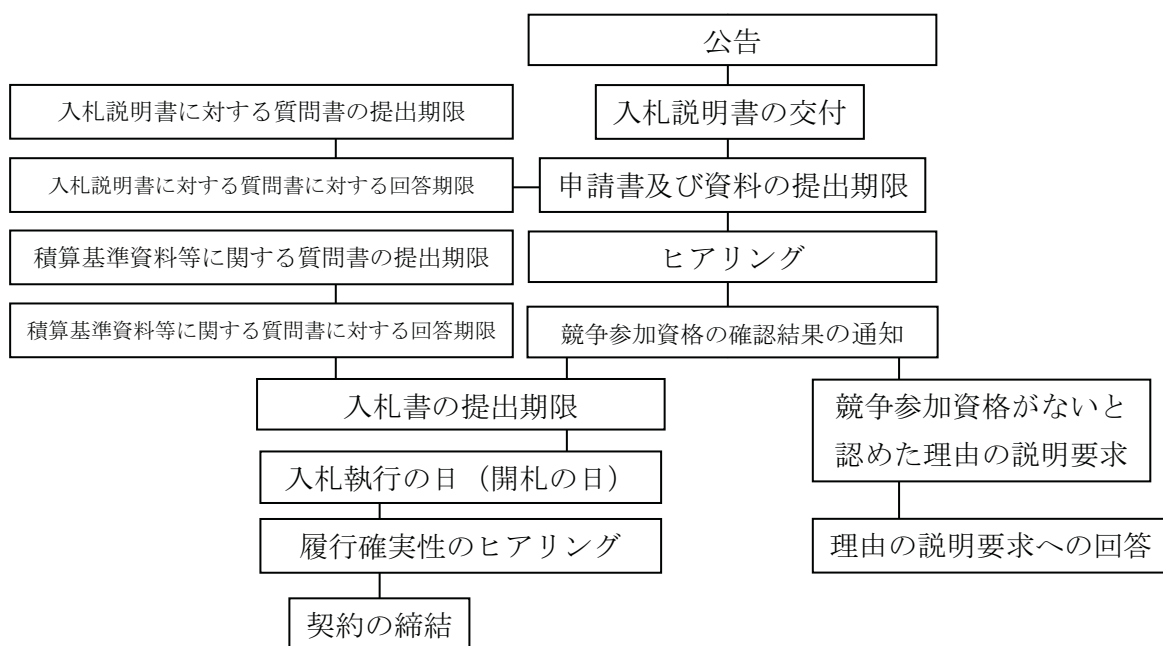 公告
入札説明書に対する質問書の提出期限
入札説明書の交付
入札説明書に対する質問書に対する回答期限
申請書及び資料の提出期限
積算基準資料等に関する質問書の提出期限
ヒアリング
積算基準資料等に関する質問書に対する回答期限
競争参加資格の確認結果の通知
入札書の提出期限
競争参加資格がないと
認めた理由の説明要求
入札執行の日（開札の日）
履行確実性のヒアリング
理由の説明要求への回答
契約の締結